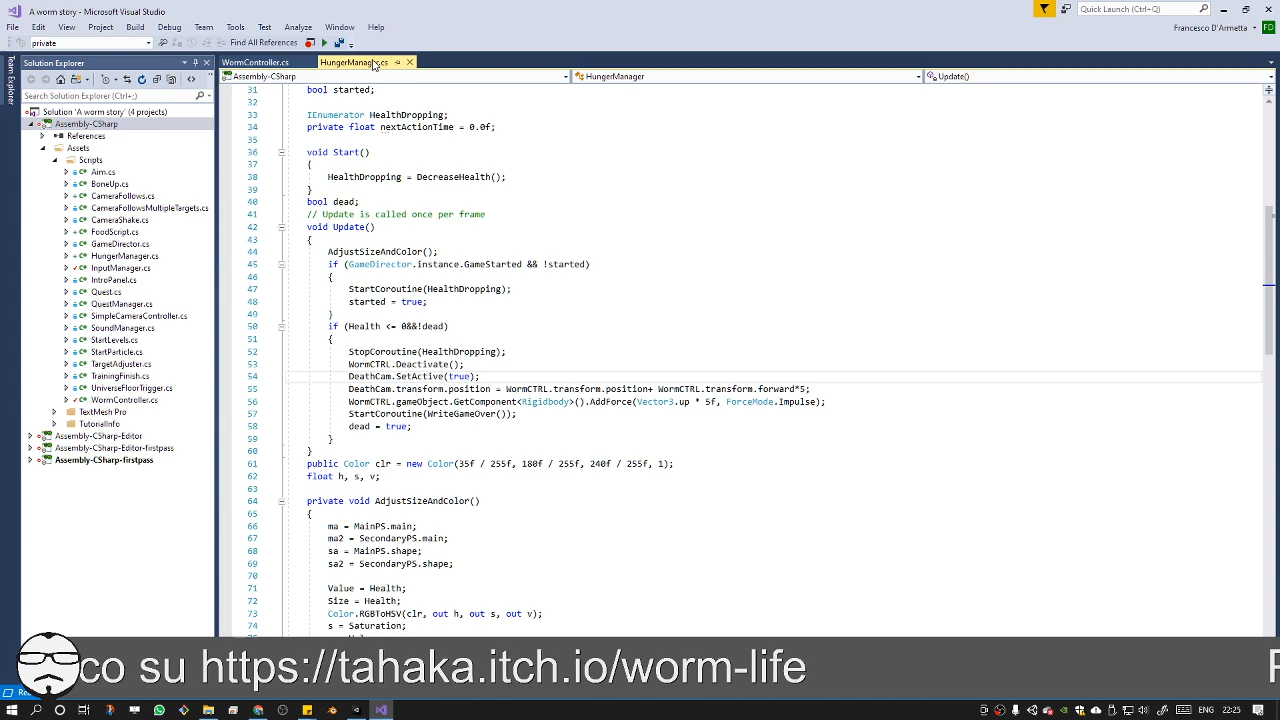 A worm story - Microsoft Visual Studio
Quick Launch (Ctrl+Q)
File Edit View Project Build Debug Team Tools Test Analyze Window Help
Francesco D'Armetta FD
private
Find All References
Team Explorer
Solution Explorer
WormController.cs HungerManager.cs
Assembly-CSharp HungerManager Update()
Search Solution Explorer (Ctrl+;)
Solution 'A worm story' (4 projects)
Assembly-CSharp
References
Assets
Scripts
Aim.cs
BoneUp.cs
CameraFollows.cs
CameraFollowsMultipleTargets.cs
CameraShake.cs
FoodScript.cs
GameDirector.cs
HungerManager.cs
InputManager.cs
IntroPanel.cs
Quest.cs
QuestManager.cs
SimpleCameraController.cs
SoundManager.cs
StartLevels.cs
StartParticle.cs
TargetAdjuster.cs
TrainingFinish.cs
UniverseFloorTrigger.cs
WormController.cs
TextMesh Pro
TutorialInfo
Assembly-CSharp-Editor
Assembly-CSharp-Editor-firstpass
Assembly-CSharp-firstpass
31 bool started;
32
33 IEnumerator HealthDropping;
34 private float nextActionTime = 0.0f;
35
36 void Start()
37 {
38 HealthDropping = DecreaseHealth();
39 }
40 bool dead;
41 // Update is called once per frame
42 void Update()
43 {
44 AdjustSizeAndColor();
45 if (GameDirector.instance.GameStarted && !started)
46 {
47 StartCoroutine(HealthDropping);
48 started = true;
49 }
50 if (Health <= 0&&!dead)
51 {
52 StopCoroutine(HealthDropping);
53 WormCTRL.Deactivate();
54 DeathCam.SetActive(true);
55 DeathCam.transform.position = WormCTRL.transform.position+ WormCTRL.transform.forward*5;
56 WormCTRL.gameObject.GetComponent<Rigidbody>().AddForce(Vector3.up * 5f, ForceMode.Impulse);
57 StartCoroutine(WriteGameOver());
58 dead = true;
59 }
60 }
61 public Color clr = new Color(35f / 255f, 180f / 255f, 240f / 255f, 1);
62 float h, s, v;
63
64 private void AdjustSizeAndColor()
65 {
66 ma = MainPS.main;
67 ma2 = SecondaryPS.main;
68 sa = MainPS.shape;
69 sa2 = SecondaryPS.shape;
70
71 Value = Health;
72 Size = Health;
73 Color.RGBToHSV(clr, out h, out s, out v);
74 s = Saturation;
co su https://tahaka.itch.io/worm-life
ENG 22:25